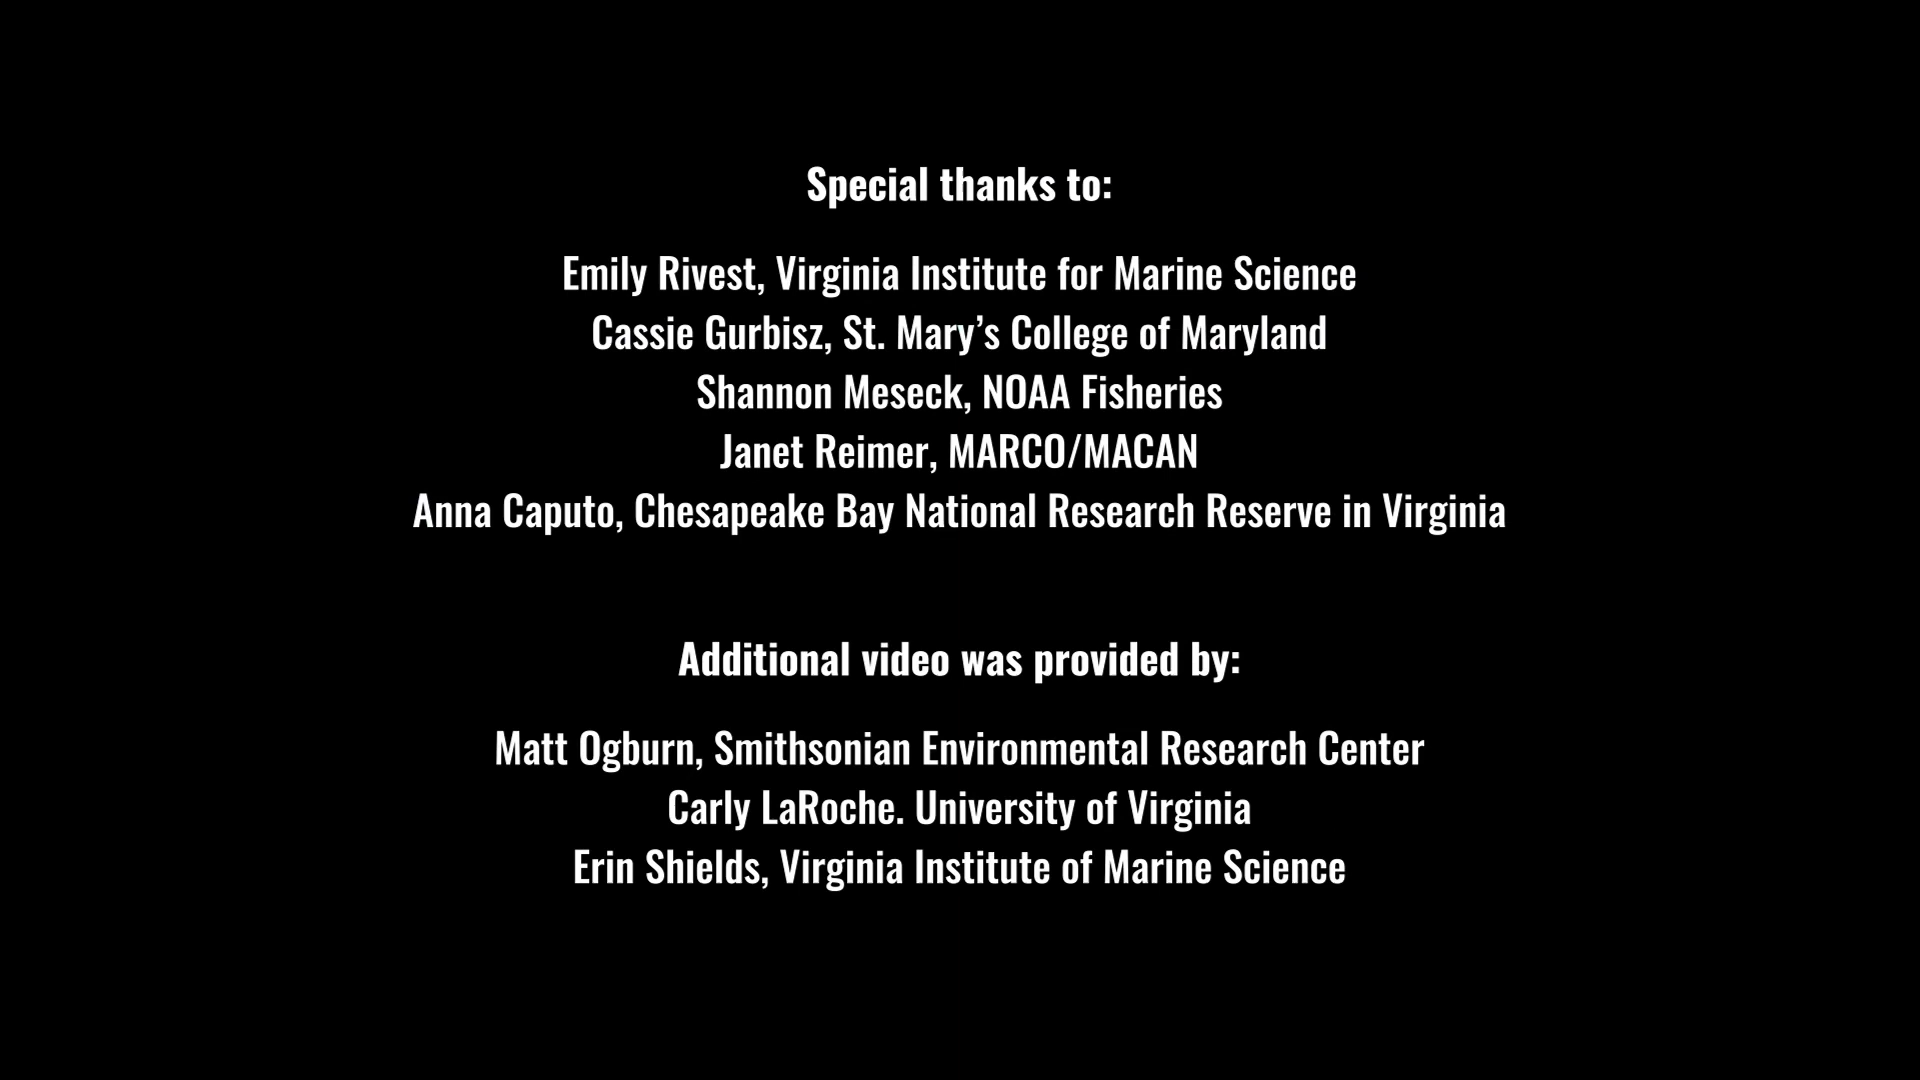 Special thanks to:
Emily Rivest, Virginia Institute for Marine Science
Cassie Gurbisz, St. Mary’s College of Maryland
Shannon Meseck, NOAA Fisheries
Janet Reimer, MARCO/MACAN
Anna Caputo, Chesapeake Bay National Research Reserve in Virginia
Additional video was provided by:
Matt Ogburn, Smithsonian Environmental Research Center
Carly LaRoche. University of Virginia
Erin Shields, Virginia Institute of Marine Science